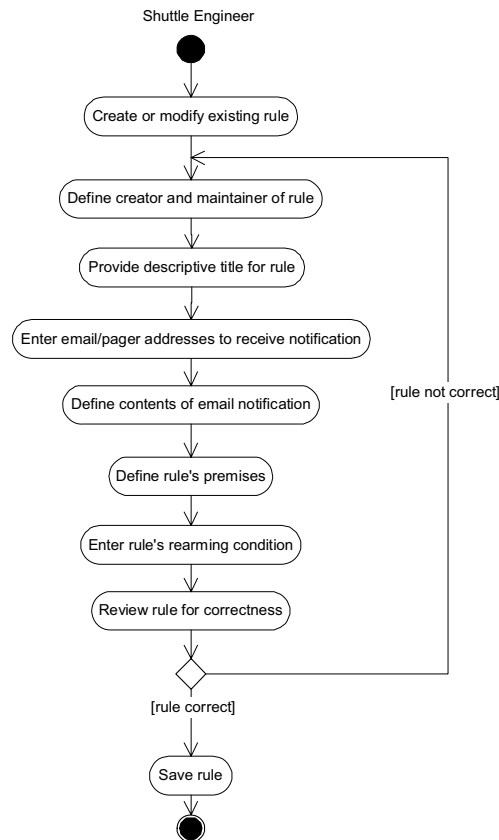 Shuttle Engineer
Create or modify existing rule
Define creator and maintainer of rule
Provide descriptive title for rule
Enter email/pager addresses to receive notification
Define contents of email notification
[rule not correct]
Define rule's premises
Enter rule's rearming condition
Review rule for correctness
[rule correct]
Save rule